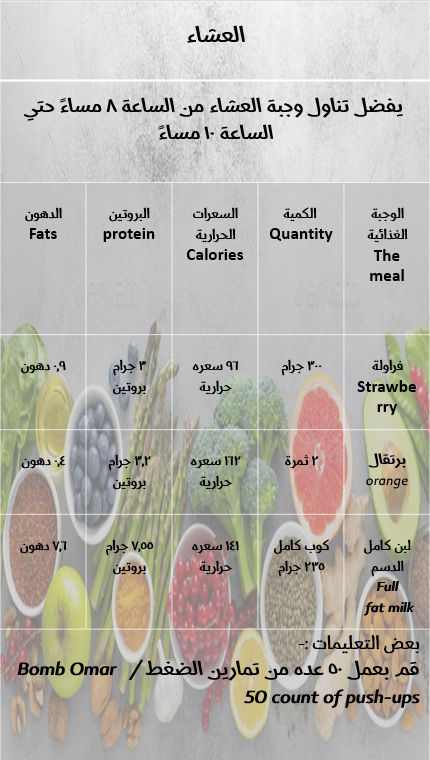 العشاء
يفضل تناول وجبة العشاء من الساعة ٨ مساءً حتي
الساعة ١٠ مساءً
الوجبة
الغذائية
The
meal
الكمية
Quantity
السعرات
الحرارية
Calories
البروتين
protein
الدهون
Fats
فراولة
Strawbe
rry
٣٠٠ جرام
٩٦ سعره
حرارية
٣ جرام
بروتين
٠,٩ دهون
برتقال
orange
٢ ثمرة
١٦٢ سعره
حرارية
٣,٢ جرام
بروتين
٠,٤ دهون
لبن كامل
الدسم
Full
fat milk
كوب كامل
٢٣٥ جرام
١٤١ سعره
حرارية
٧,٥٥ جرام
بروتين
٧,٦ دهون
بعض التعليمات :-
قم بعمل ٥٠ عده من تمارين الضغط / Bomb Omar
50 count of push-ups